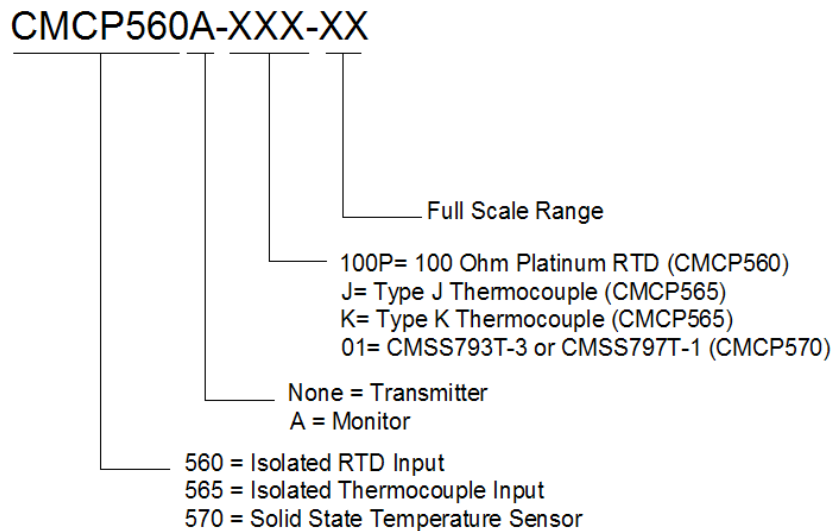 CMCP560A-XXX-XX
Full Scale Range
100P= 100 Ohm Platinum RTD (CMCP560)
J= Type J Thermocouple (CMCP565)
K= Type K Thermocouple (CMCP565)
01= CMSS793T-3 or CMSS797T-1 (CMCP570)
None = Transmitter
A = Monitor
560 = Isolated RTD Input
565 = Isolated Thermocouple Input
570 = Solid State Temperature Sensor